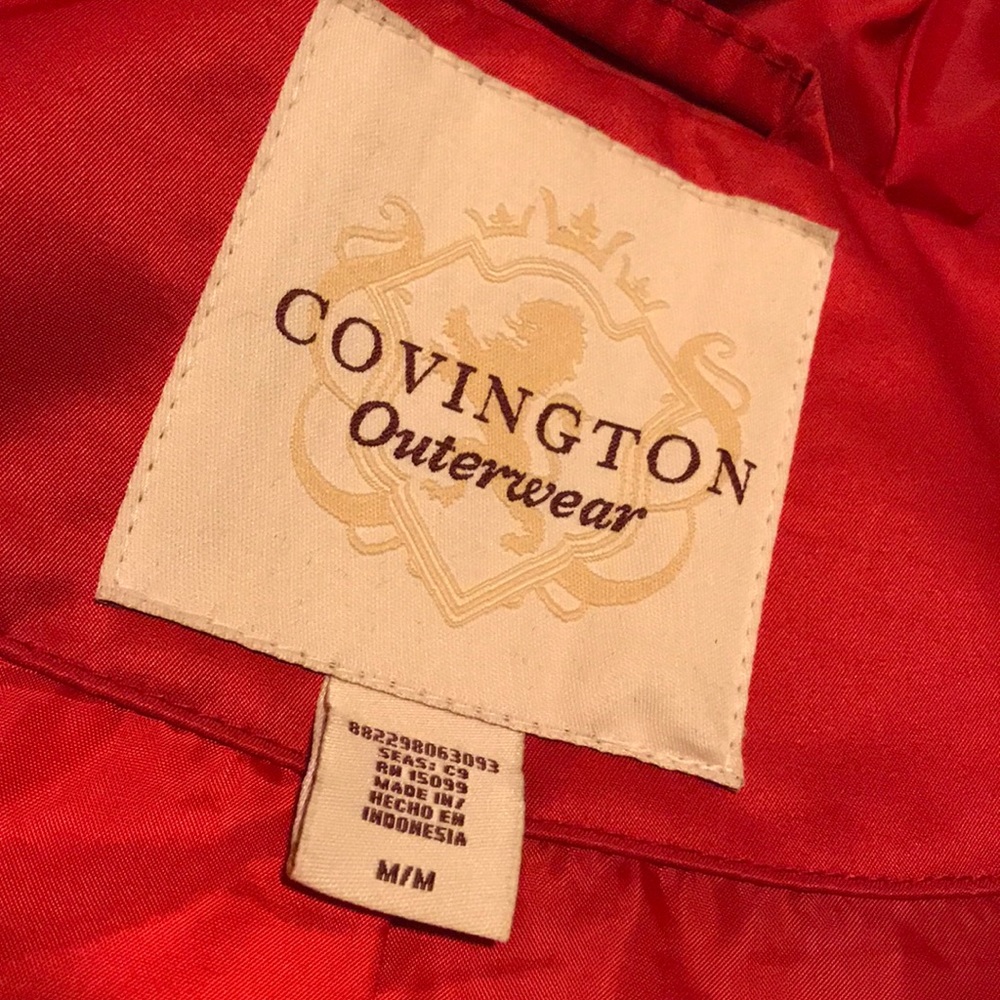 COVINGTON
Outerwear
882298063093
SEAS: C9
RN 15099
MADE IN/
HECHO EN
INDONESIA
M/M